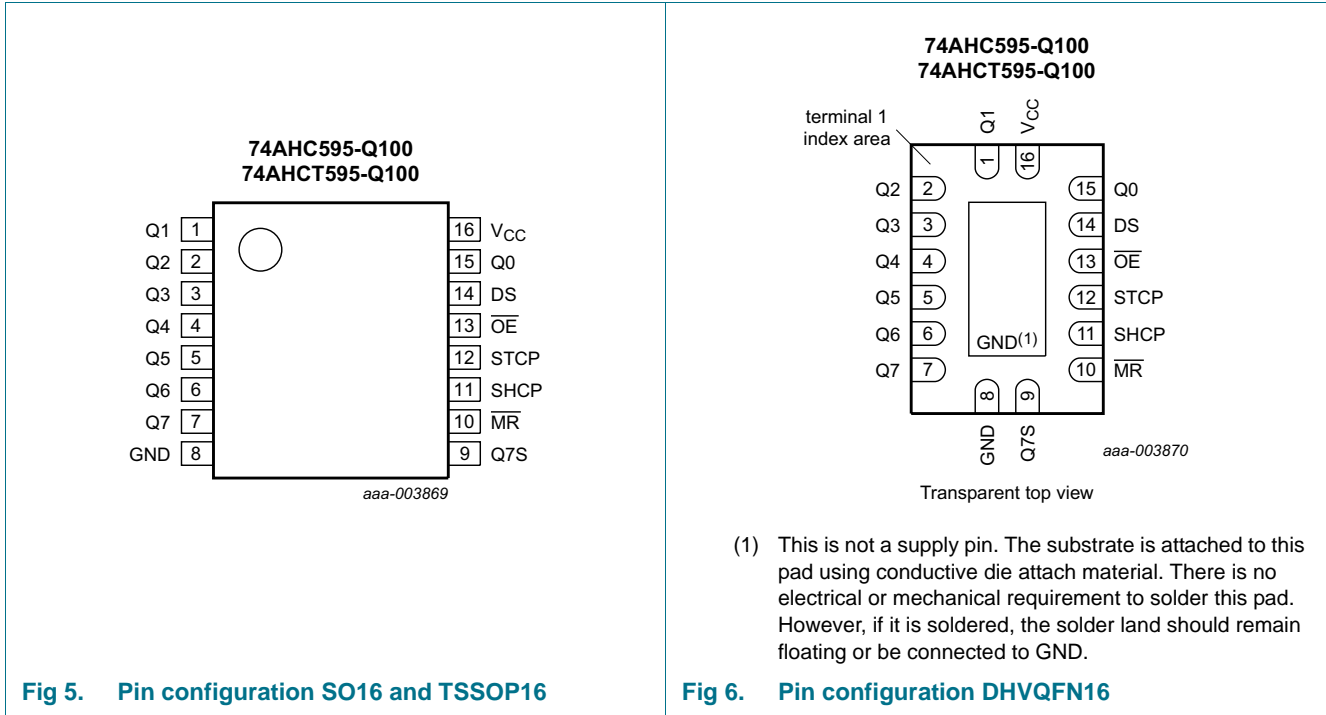 74AHC595-Q100
74AHCT595-Q100
Q1 1
Q2 2
Q3 3
Q4 4
Q5 5
Q6 6
Q7 7
GND 8
16 VCC
15 Q0
14 DS
13 OE
12 STCP
11 SHCP
10 MR
9 Q7S
aaa-003869
Fig 5. Pin configuration SO16 and TSSOP16
74AHC595-Q100
74AHCT595-Q100
terminal 1
index area
Q1
VCC
1
16
Q2 2
Q3 3
Q4 4
Q5 5
Q6 6
Q7 7
15 Q0
14 DS
13 OE
12 STCP
11 SHCP
10 MR
GND(1)
8
9
GND
Q7S
aaa-003870
Transparent top view
(1) This is not a supply pin. The substrate is attached to this
pad using conductive die attach material. There is no
electrical or mechanical requirement to solder this pad.
However, if it is soldered, the solder land should remain
floating or be connected to GND.
Fig 6. Pin configuration DHVQFN16